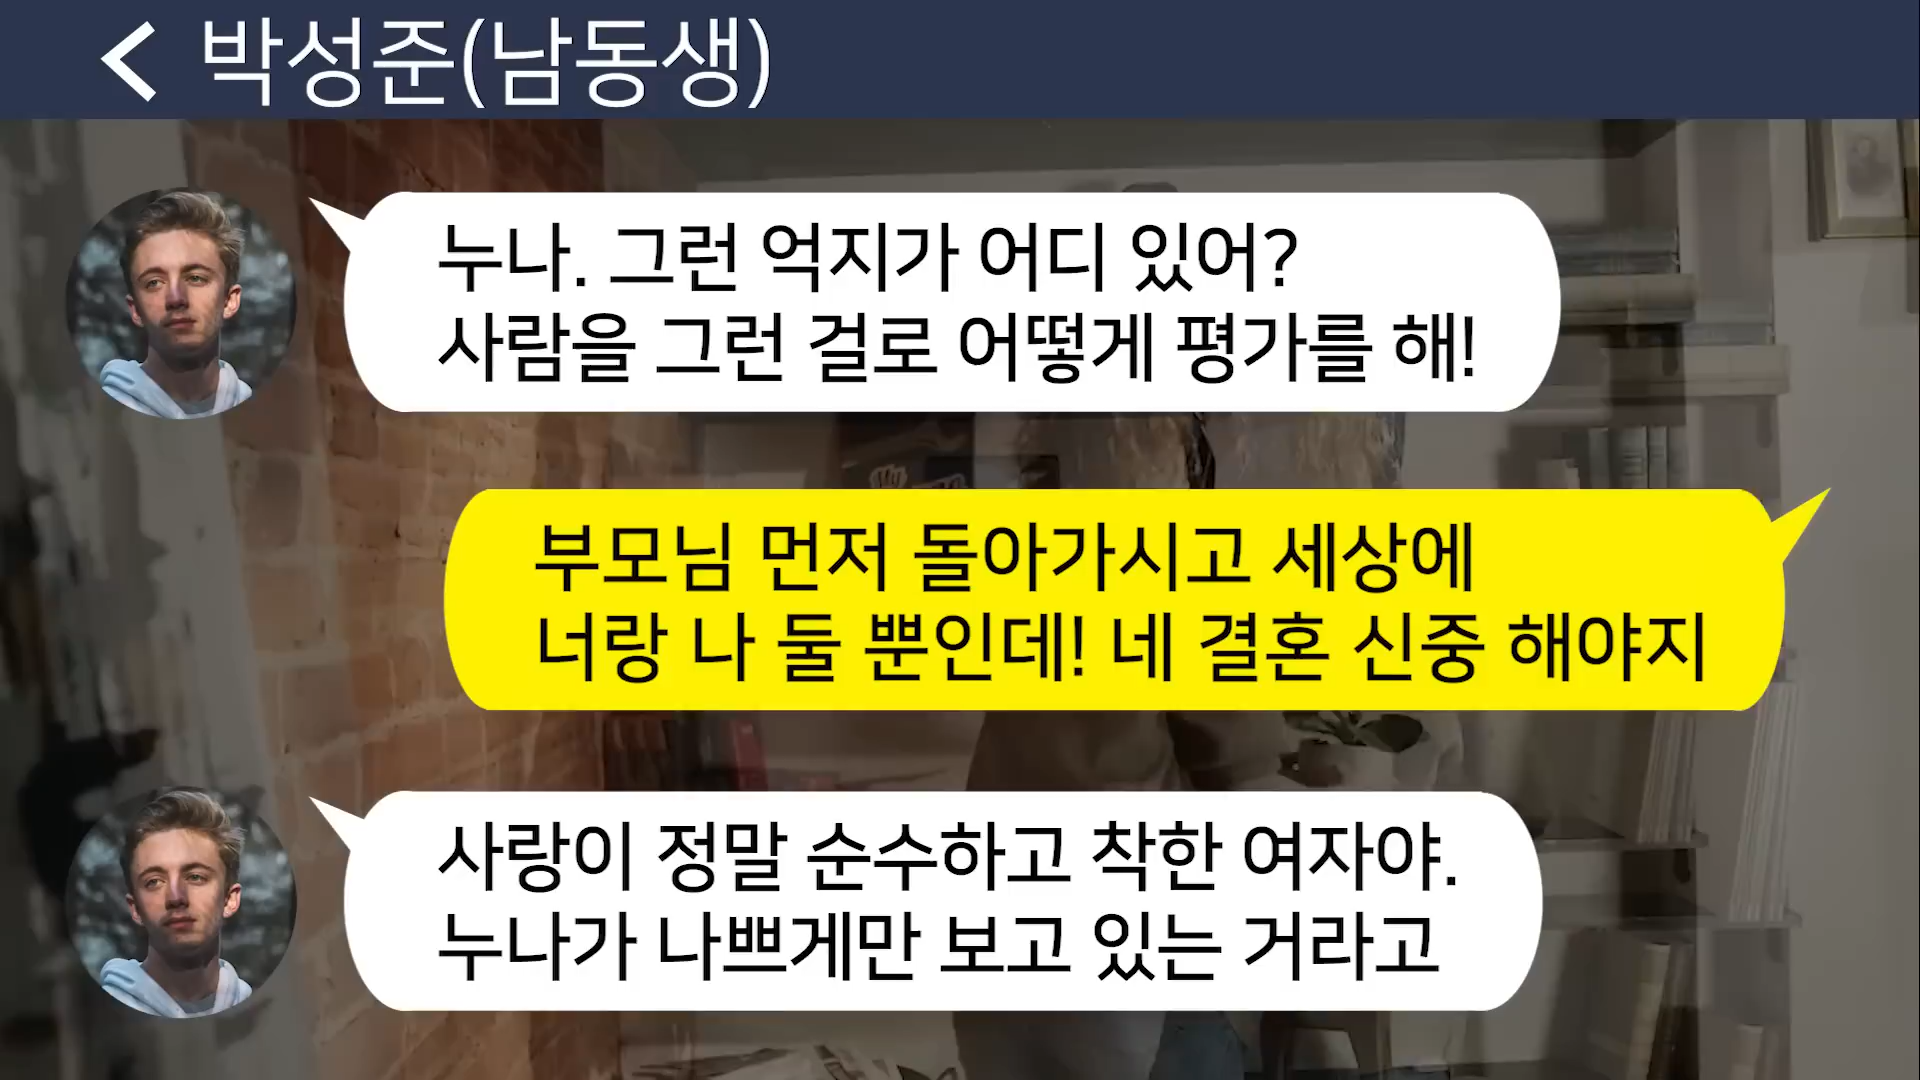 박성준(남동생)
누나. 그런 억지가 어디 있어?
사람을 그런 걸로 어떻게 평가를 해!
부모님 먼저 돌아가시고 세상에
너랑 나 둘 뿐인데! 네 결혼 신중 해야지
사랑이 정말 순수하고 착한 여자야.
누나가 나쁘게만 보고 있는 거라고